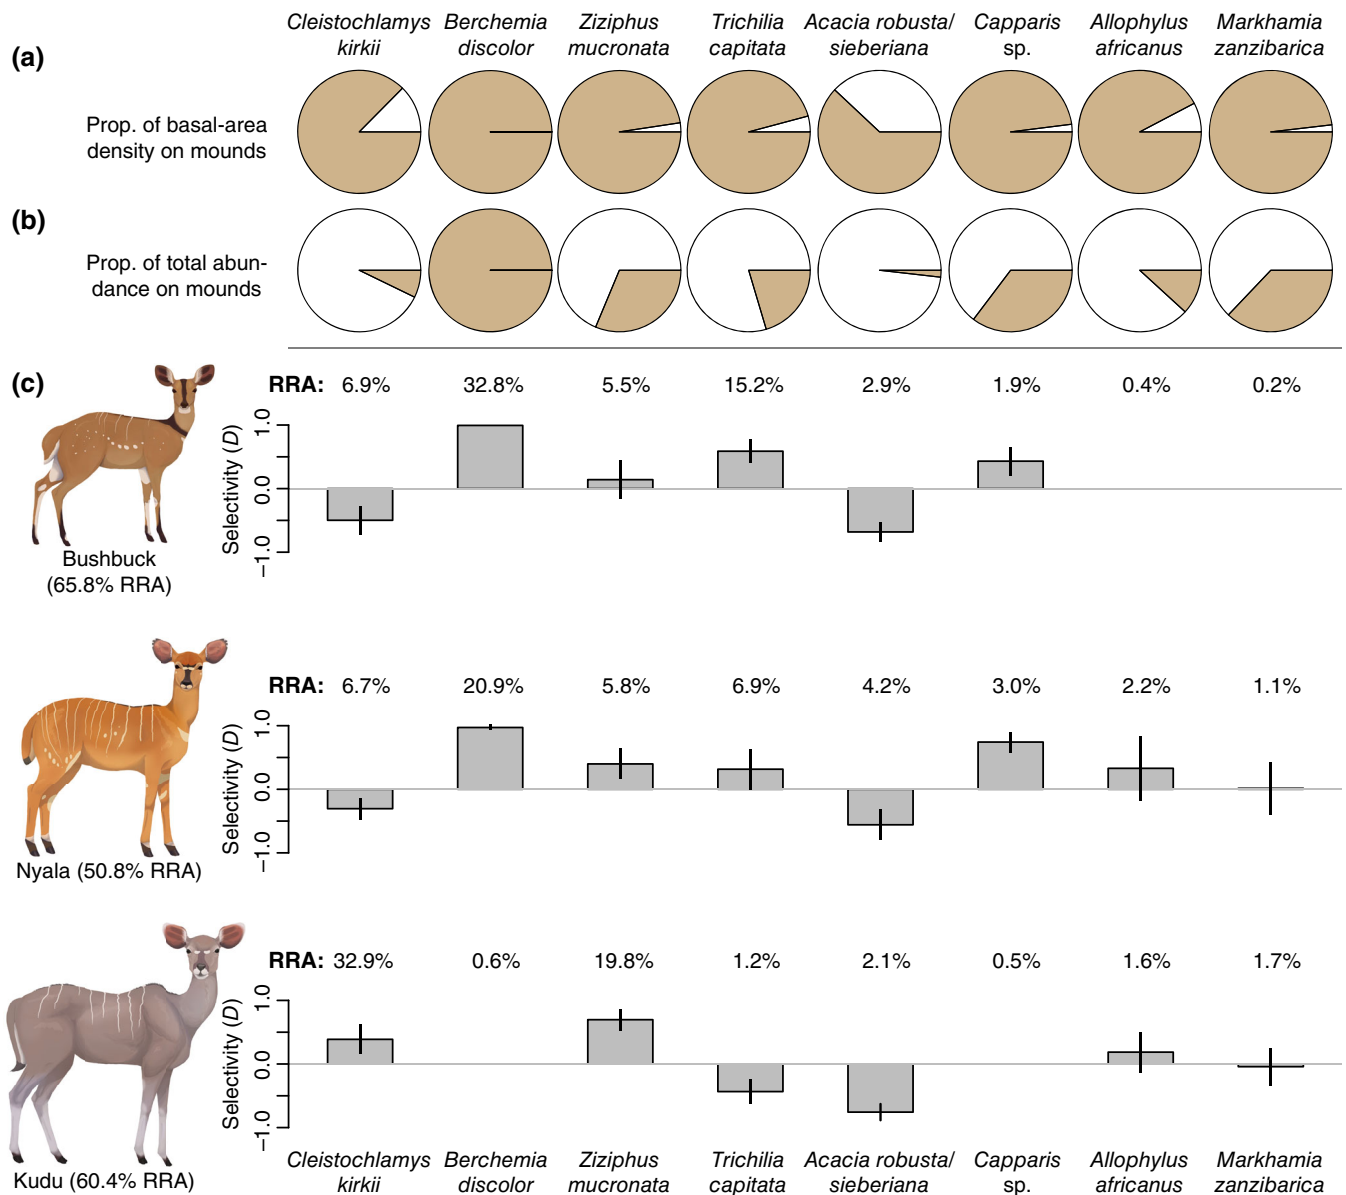 (a)
Cleistochlamys kirkii
Berchemia discolor
Ziziphus mucronata
Trichilia capitata
Acacia robusta/ sieberiana
Capparis sp.
Allophylus africanus
Markhamia zanzibarica
Prop. of basal-area
density on mounds
(b)
Prop. of total abun-
dance on mounds
(c)
RRA: 6.9% 32.8% 5.5% 15.2% 2.9% 1.9% 0.4% 0.2%
Selectivity (D)
1.0
0.0
−1.0
Bushbuck
(65.8% RRA)
RRA: 6.7% 20.9% 5.8% 6.9% 4.2% 3.0% 2.2% 1.1%
Selectivity (D)
1.0
0.0
−1.0
Nyala (50.8% RRA)
RRA: 32.9% 0.6% 19.8% 1.2% 2.1% 0.5% 1.6% 1.7%
Selectivity (D)
1.0
0.0
−1.0
Kudu (60.4% RRA)
Cleistochlamys kirkii
Berchemia discolor
Ziziphus mucronata
Trichilia capitata
Acacia robusta/ sieberiana
Capparis sp.
Allophylus africanus
Markhamia zanzibarica